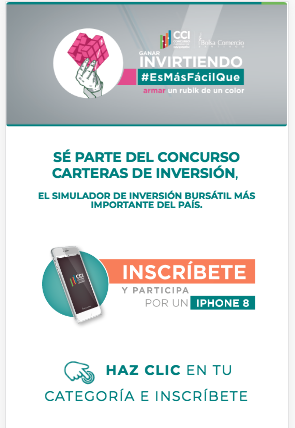 CCI
GANAR
INVIRTIENDO
#EsMásFácilQue
armar un rubik de un color
SÉ PARTE DEL CONCURSO
CARTERAS DE INVERSIÓN,
EL SIMULADOR DE INVERSIÓN BURSÁTIL MÁS
IMPORTANTE DEL PAÍS.
CCI
INSCRÍBETE
Y PARTICIPA
POR UN IPHONE 8
HAZ CLIC EN TU
CATEGORÍA E INSCRÍBETE